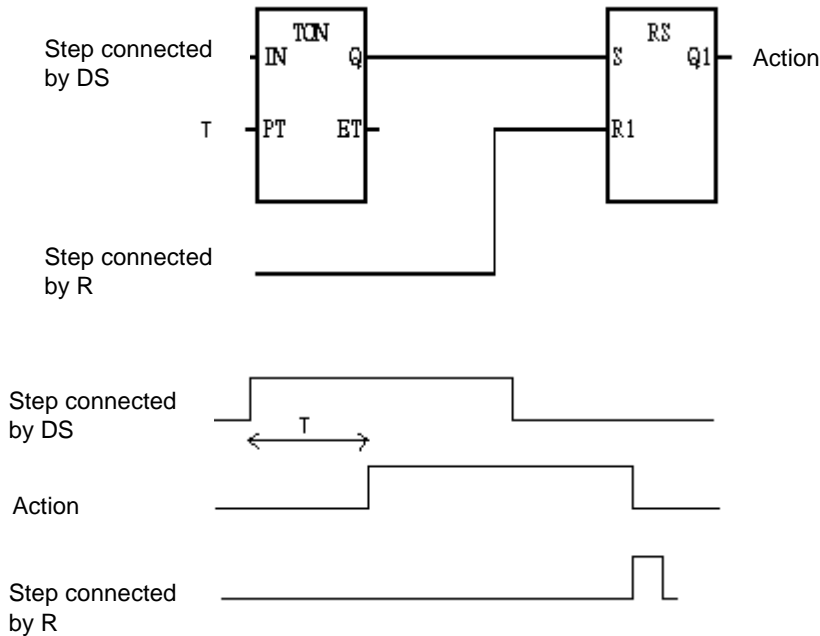 TON
RS
Step connected
by DS
IN
Q
S
Q1
Action
T
PT
ET
R1
Step connected
by R
Step connected
by DS
T
Action
Step connected
by R